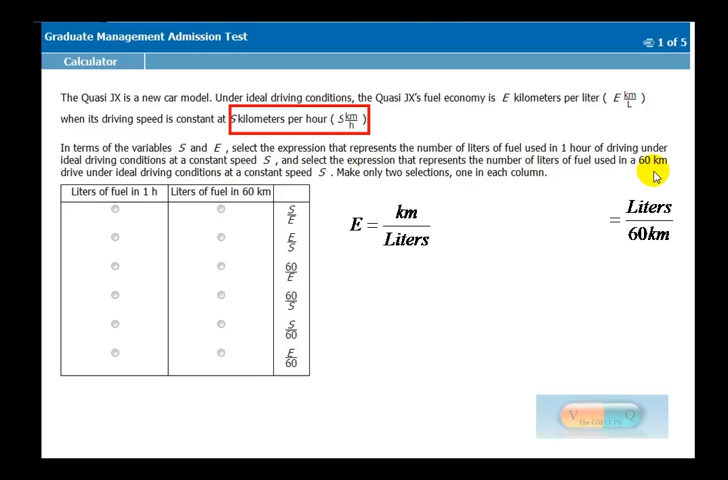 Graduate Management Admission Test
1 of 5
Calculator
The Quasi JX is a new car model. Under ideal driving conditions, the Quasi JX's fuel economy is E kilometers per liter ( E km/L )
when its driving speed is constant at S kilometers per hour ( S km/h )
In terms of the variables S and E , select the expression that represents the number of liters of fuel used in 1 hour of driving under
ideal driving conditions at a constant speed S , and select the expression that represents the number of liters of fuel used in a 60 km
drive under ideal driving conditions at a constant speed S . Make only two selections, one in each column.
Liters of fuel in 1 h Liters of fuel in 60 km
S/E
E/S
60/E
60/S
S/60
E/60
E = km/Liters
= Liters/60km
V Q
The GMAT Pill